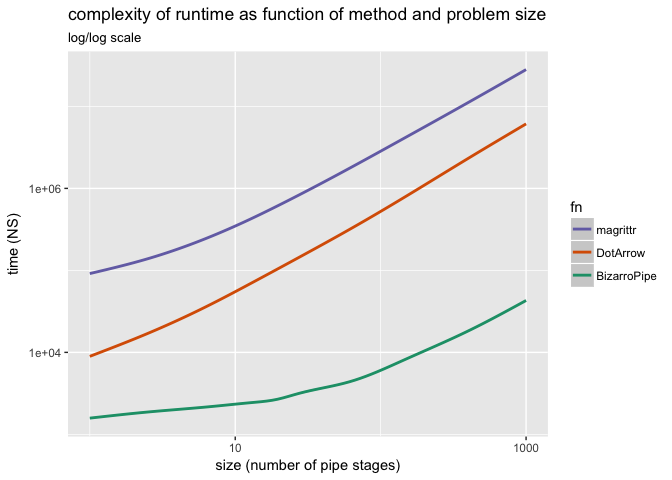 complexity of runtime as function of method and problem size
log/log scale
time (NS)
1e+06
1e+04
10
1000
size (number of pipe stages)
fn
magrittr
DotArrow
BizarroPipe